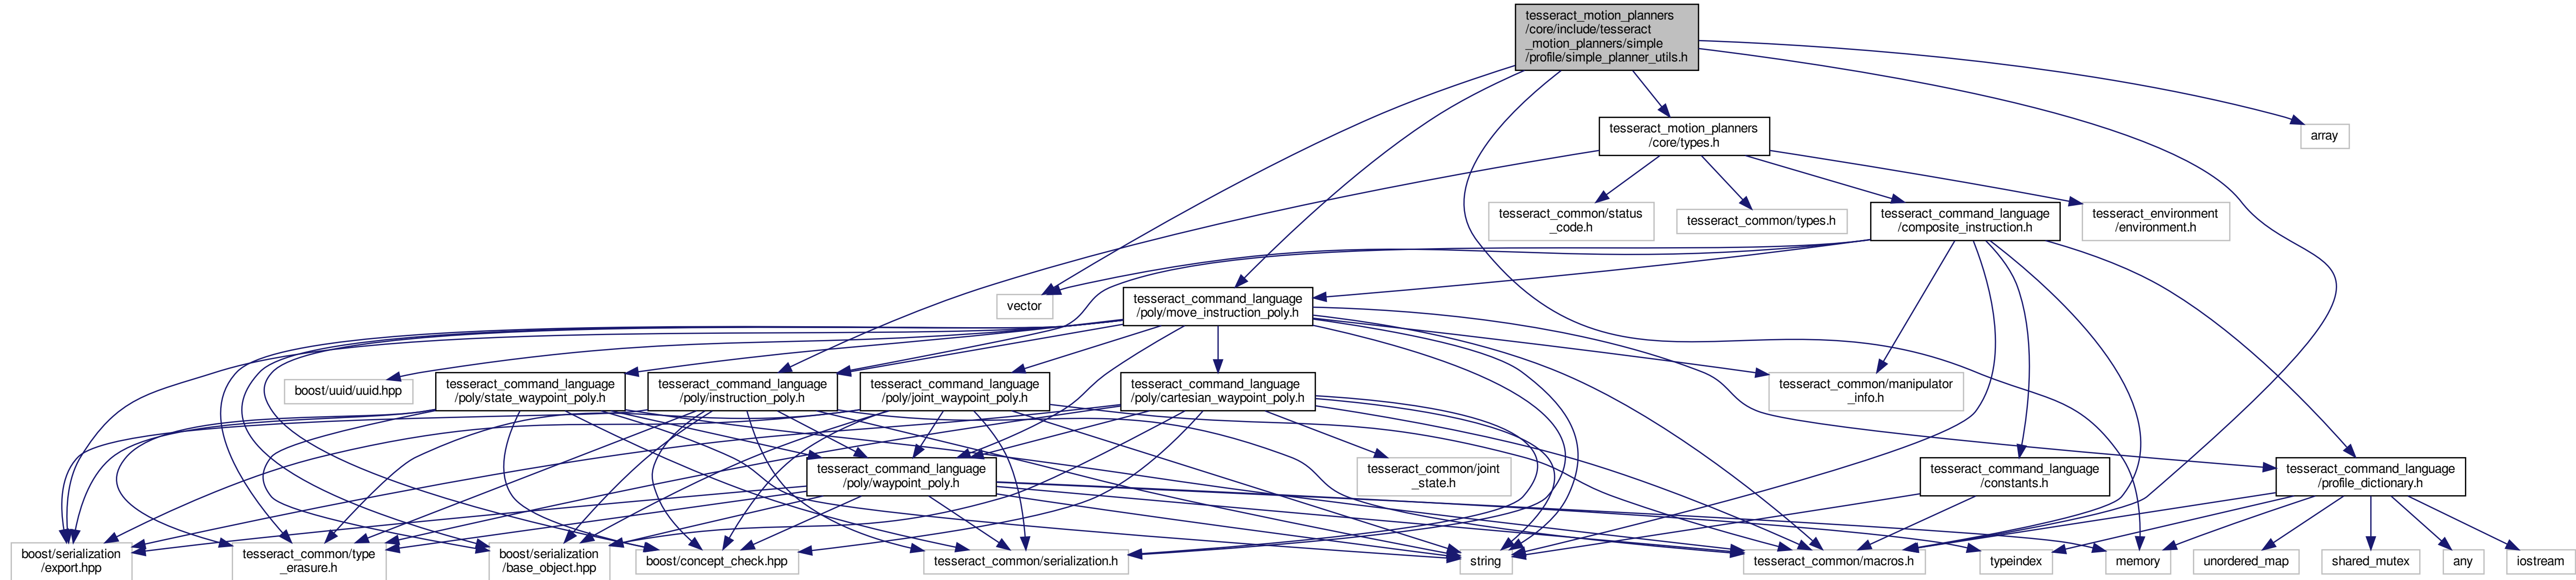 tesseract_motion_planners
/core/include/tesseract
_motion_planners/simple
/profile/simple_planner_utils.h
array
tesseract_motion_planners
/core/types.h
tesseract_common/status
_code.h
tesseract_common/types.h
tesseract_command_language
/composite_instruction.h
tesseract_environment
/environment.h
vector
tesseract_command_language
/poly/move_instruction_poly.h
boost/uuid/uuid.hpp
tesseract_command_language
/poly/state_waypoint_poly.h
tesseract_command_language
/poly/instruction_poly.h
tesseract_command_language
/poly/joint_waypoint_poly.h
tesseract_command_language
/poly/cartesian_waypoint_poly.h
tesseract_common/manipulator
_info.h
tesseract_command_language
/poly/waypoint_poly.h
tesseract_common/joint
_state.h
tesseract_command_language
/constants.h
tesseract_command_language
/profile_dictionary.h
boost/serialization
/export.hpp
tesseract_common/type
_erasure.h
boost/serialization
/base_object.hpp
boost/concept_check.hpp
tesseract_common/serialization.h
string
tesseract_common/macros.h
typeindex
memory
unordered_map
shared_mutex
any
iostream